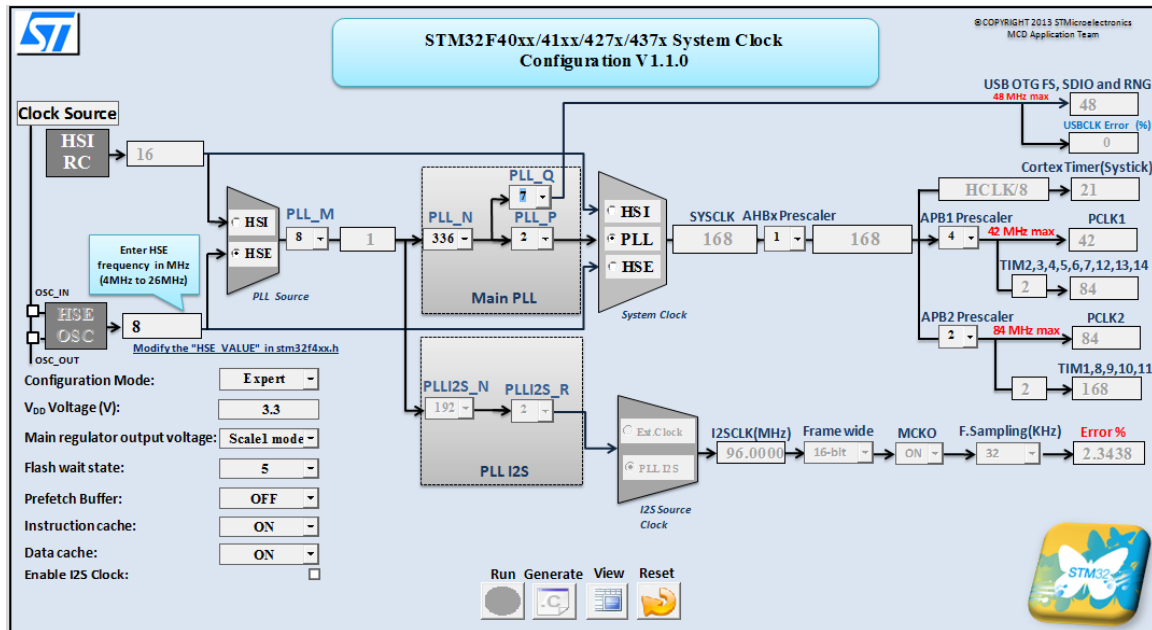 ST
STM32F40xx/41xx/427x/437x System Clock
Configuration V1.1.0
©COPYRIGHT 2013 STMicroelectronics
MCD Application Team
USB OTG FS, SDIO and RNG
48 MHz max
48
USBCLK Error (%)
0
Clock Source
HSI
RC
16
Cortex Timer(Systick)
HCLK/8
21
PLL_Q
7
HSI
HSE
PLL Source
PLL_M
8
1
PLL_N
336
PLL_P
2
Main PLL
HSI
PLL
HSE
System Clock
SYSCLK
168
AHBx Prescaler
1
168
APB1 Prescaler
4
42 MHz max
PCLK1
42
TIM2,3,4,5,6,7,12,13,14
2
84
APB2 Prescaler
2
84 MHz max
PCLK2
84
TIM1,8,9,10,11
2
168
Enter HSE
frequency in MHz
(4MHz to 26MHz)
OSC_IN
HSE
OSC
OSC_OUT
8
Modify the "HSE_VALUE" in stm32f4xx.h
Configuration Mode:
Expert
VDD Voltage (V):
3.3
Main regulator output voltage:
Scale1 mode
Flash wait state:
5
Prefetch Buffer:
OFF
Instruction cache:
ON
Data cache:
ON
Enable I2S Clock:
PLLI2S_N
192
PLLI2S_R
2
PLL I2S
Ext.Clock
PLL I2S
I2S Source
Clock
I2SCLK(MHz)
96.0000
Frame wide
16-bit
MCKO
ON
F.Sampling(KHz)
32
Error %
2.3438
Run
Generate
.C
View
Reset
STM32